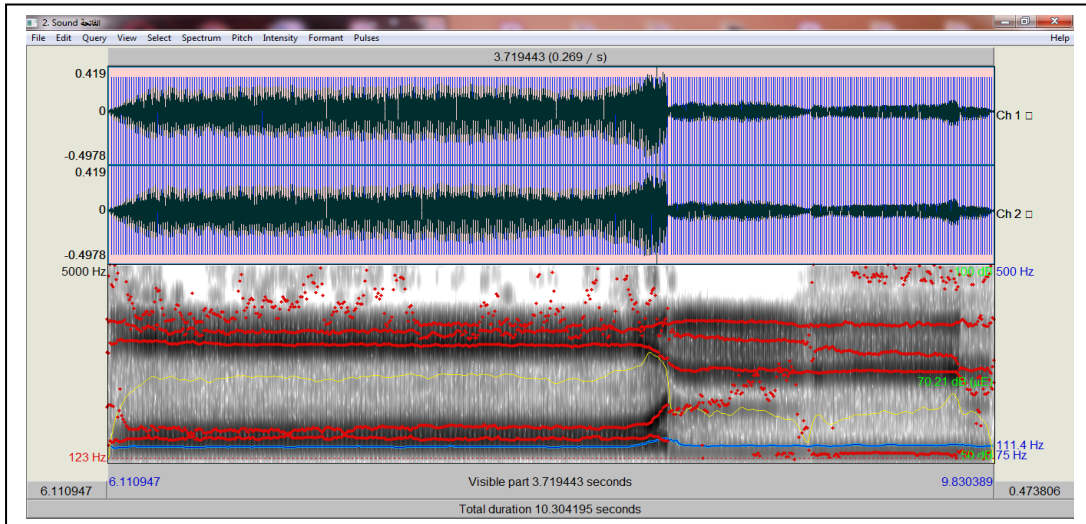 2. Sound الفاتحة
File Edit Query View Select Spectrum Pitch Intensity Formant Pulses Help
3.719443 (0.269 / s)
0.419
0
-0.4978
Ch 1
0.419
0
-0.4978
Ch 2
5000 Hz
100 dB 500 Hz
70.21 dB
111.4 Hz
123 Hz
50 dB 75 Hz
6.110947
6.110947
Visible part 3.719443 seconds
9.830389
0.473806
Total duration 10.304195 seconds